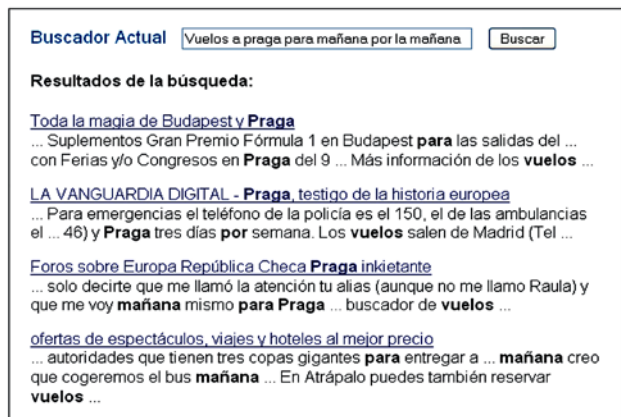 Buscador Actual Vuelos a praga para mañana por la mañana Buscar
Resultados de la búsqueda:
Toda la magia de Budapest y Praga
... Suplementos Gran Premio Fórmula 1 en Budapest para las salidas del ...
con Ferias y/o Congresos en Praga del 9 ... Más información de los vuelos ...
LA VANGUARDIA DIGITAL - Praga, testigo de la historia europea
... Para emergencias el teléfono de la policía es el 150, el de las ambulancias
el ... 46) y Praga tres días por semana. Los vuelos salen de Madrid (Tel ...
Foros sobre Europa República Checa Praga inkietante
... solo decirte que me llamó la atención tu alias (aunque no me llamo Raula) y
que me voy mañana mismo para Praga ... buscador de vuelos ...
ofertas de espectáculos, viajes y hoteles al mejor precio
... autoridades que tienen tres copas gigantes para entregar a ... mañana creo
que cogeremos el bus mañana ... En Atrápalo puedes también reservar
vuelos ...